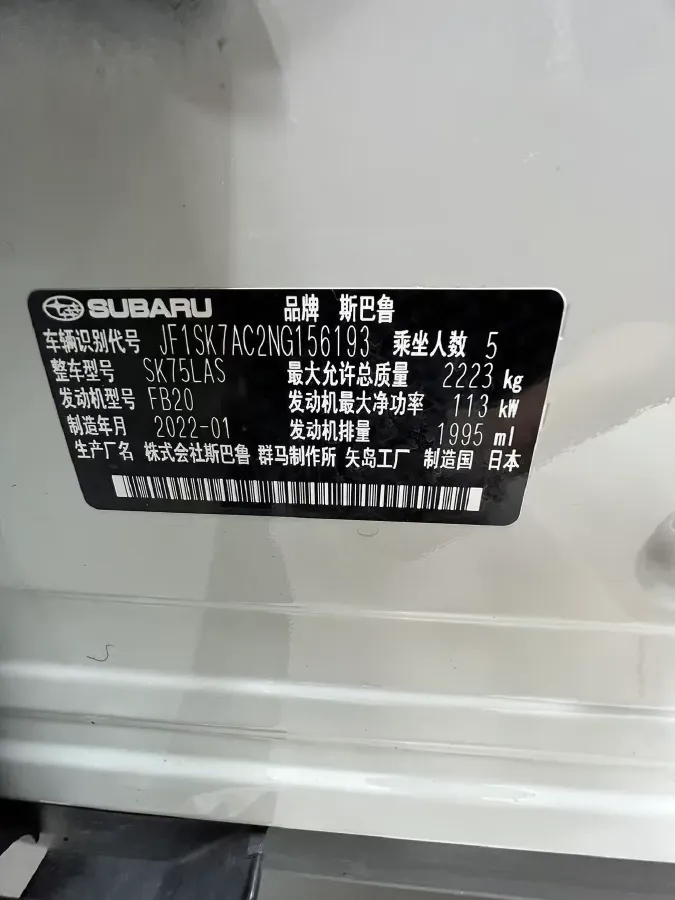 SUBARU 品牌 斯巴鲁
车辆识别代号 JF1SK7AC2NG156193 乘坐人数 5
整车型号 SK75LAS 最大允许总质量 2223 kg
发动机型号 FB20 发动机最大净功率 113 kW
制造年月 2022-01 发动机排量 1995 ml
生产厂名 株式会社斯巴鲁 群马制作所 矢岛工厂 制造国 日本